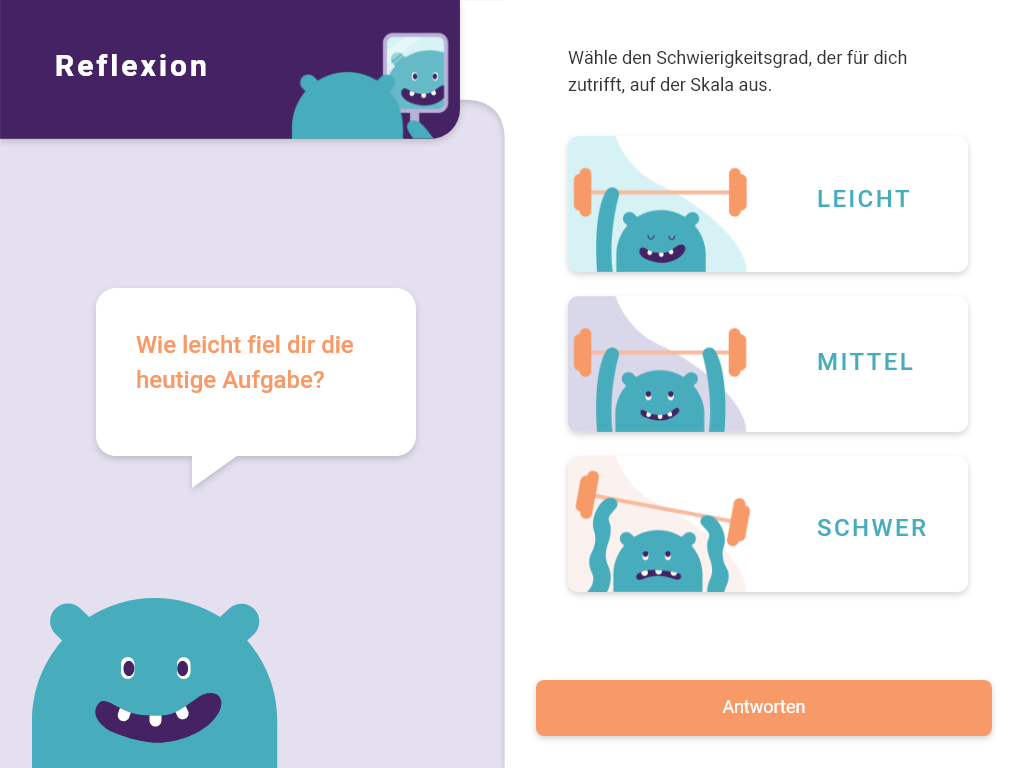 Reflexion
Wie leicht fiel dir die
heutige Aufgabe?
Wähle den Schwierigkeitsgrad, der für dich
zutrifft, auf der Skala aus.
LEICHT
MITTEL
SCHWER
Antworten